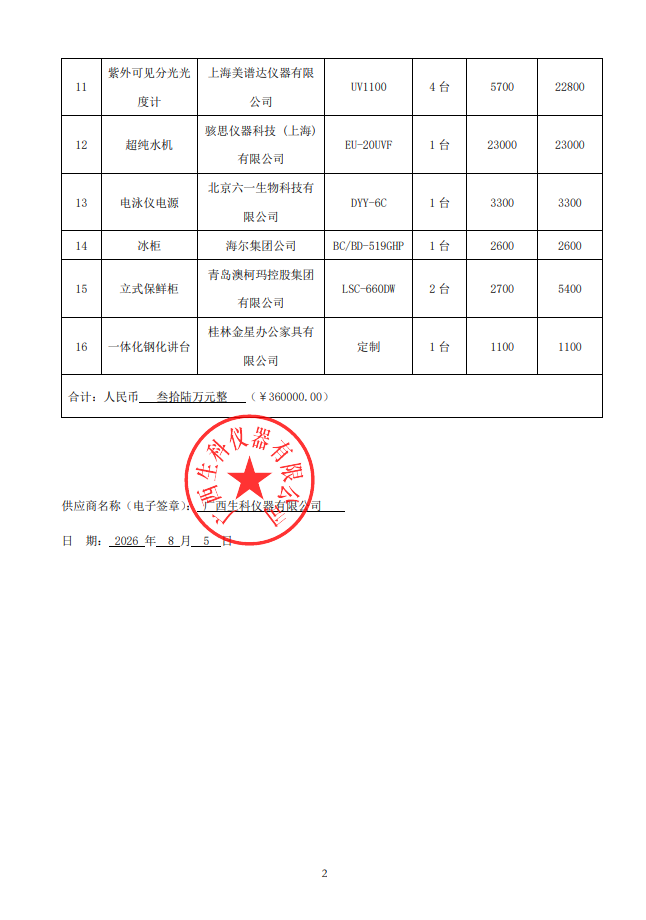 11 紫外可见分光光度计 上海美谱达仪器有限公司 UV1100 4 台 5700 22800
12 超纯水机 骇思仪器科技(上海)有限公司 EU-20UVF 1 台 23000 23000
13 电泳仪电源 北京六一生物科技有限公司 DYY-6C 1 台 3300 3300
14 冰柜 海尔集团公司 BC/BD-519GHP 1 台 2600 2600
15 立式保鲜柜 青岛澳柯玛控股集团有限公司 LSC-660DW 2 台 2700 5400
16 一体化钢化讲台 桂林金星办公家具有限公司 定制 1 台 1100 1100
合计：人民币 叁拾陆万元整 （￥360000.00）
广西生科仪器有限公司
供应商名称（电子签章）：广西生科仪器有限公司
日 期：2026 年 8 月 5 日
2